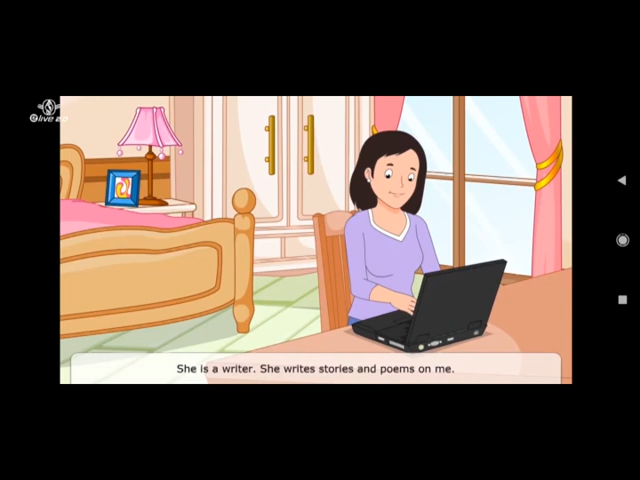 She is a writer. She writes stories and poems on me.